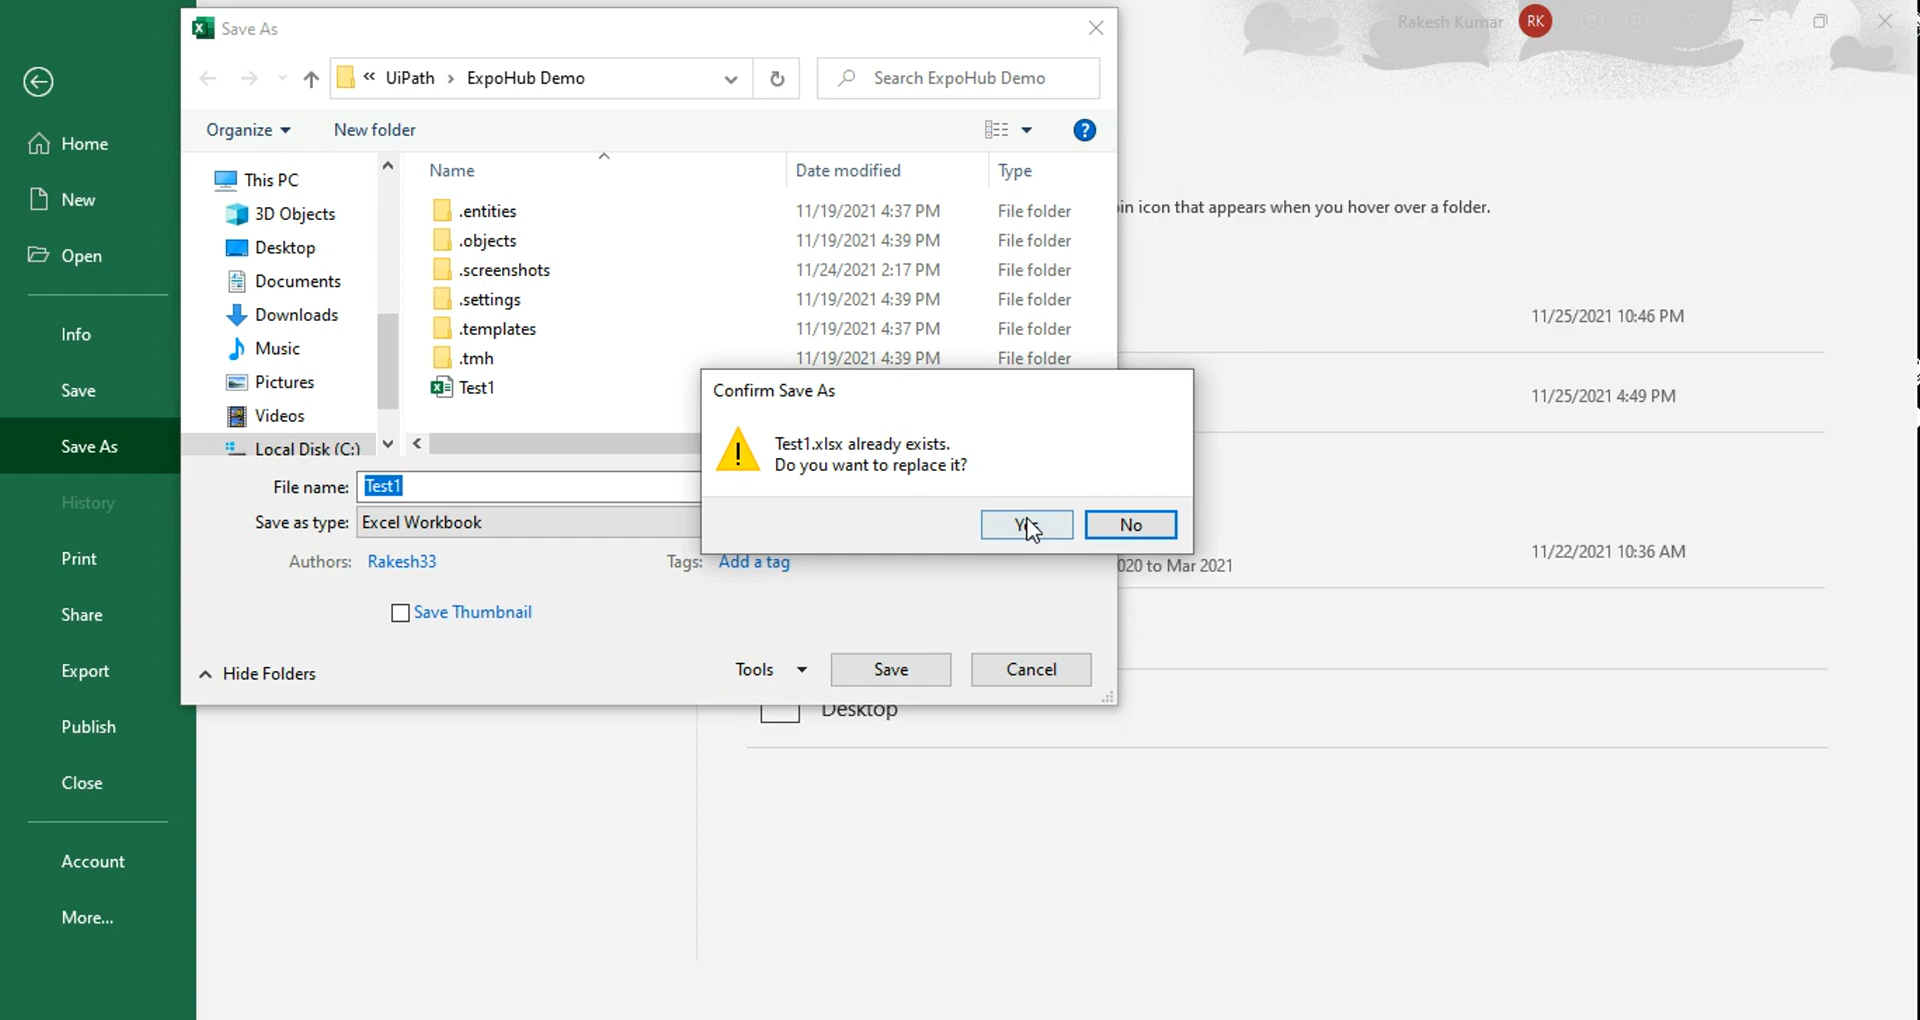 Save As
Rakesh Kumar RK
« UiPath › ExpoHub Demo
Search ExpoHub Demo
Organize
New folder
?
Home
New
Open
Info
Save
Save As
History
Print
Share
Export
Publish
Close
Account
More...
This PC
3D Objects
Desktop
Documents
Downloads
Music
Pictures
Videos
Local Disk (C:)
Name Date modified Type
.entities 11/19/2021 4:37 PM File folder
.objects 11/19/2021 4:39 PM File folder
.screenshots 11/24/2021 2:17 PM File folder
.settings 11/19/2021 4:39 PM File folder
.templates 11/19/2021 4:37 PM File folder
.tmh 11/19/2021 4:39 PM File folder
Test1
File name: Test1
Save as type: Excel Workbook
Authors: Rakesh33
Tags: Add a tag
Save Thumbnail
Hide Folders
Tools
Save
Cancel
Confirm Save As
Test1.xlsx already exists.
Do you want to replace it?
No
icon that appears when you hover over a folder.
11/25/2021 10:46 PM
11/25/2021 4:49 PM
11/22/2021 10:36 AM
020 to Mar 2021
Desktop